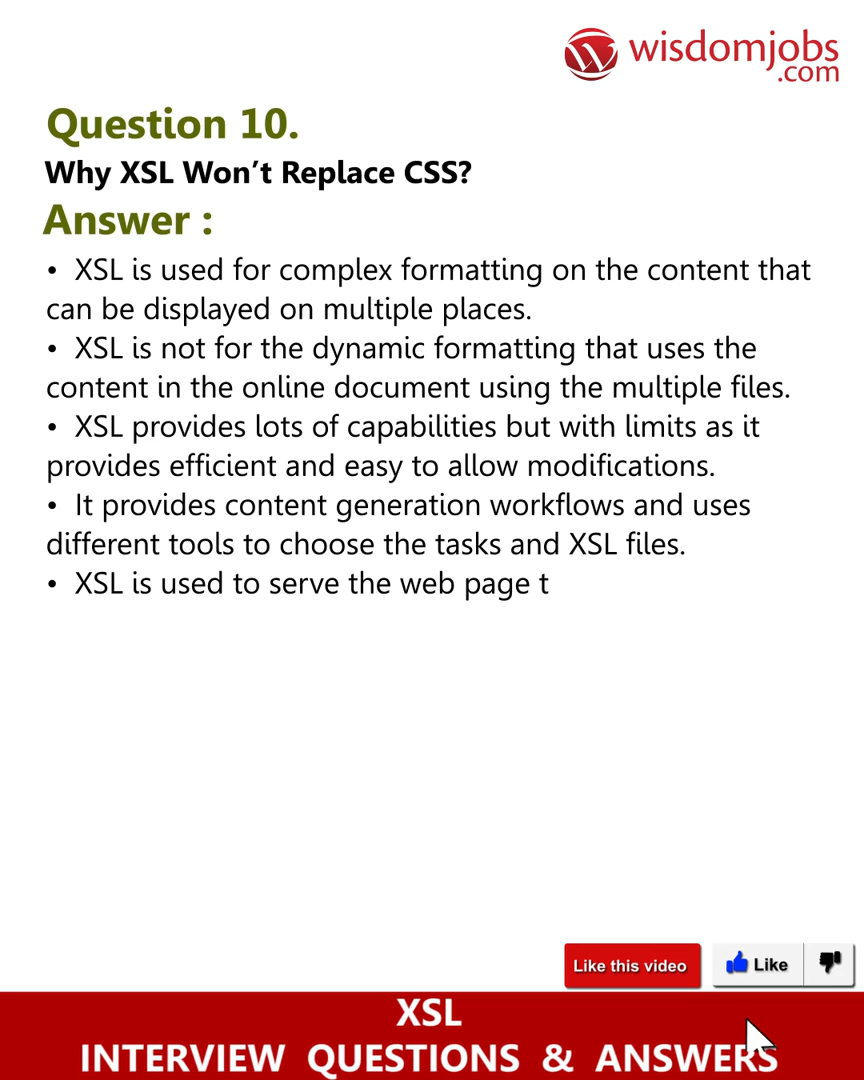 wisdomjobs
.com
Question 10.
Why XSL Won’t Replace CSS?
Answer :
• XSL is used for complex formatting on the content that
can be displayed on multiple places.
• XSL is not for the dynamic formatting that uses the
content in the online document using the multiple files.
• XSL provides lots of capabilities but with limits as it
provides efficient and easy to allow modifications.
• It provides content generation workflows and uses
different tools to choose the tasks and XSL files.
• XSL is used to serve the web page t
Like this video
Like
XSL
INTERVIEW QUESTIONS & ANSWERS